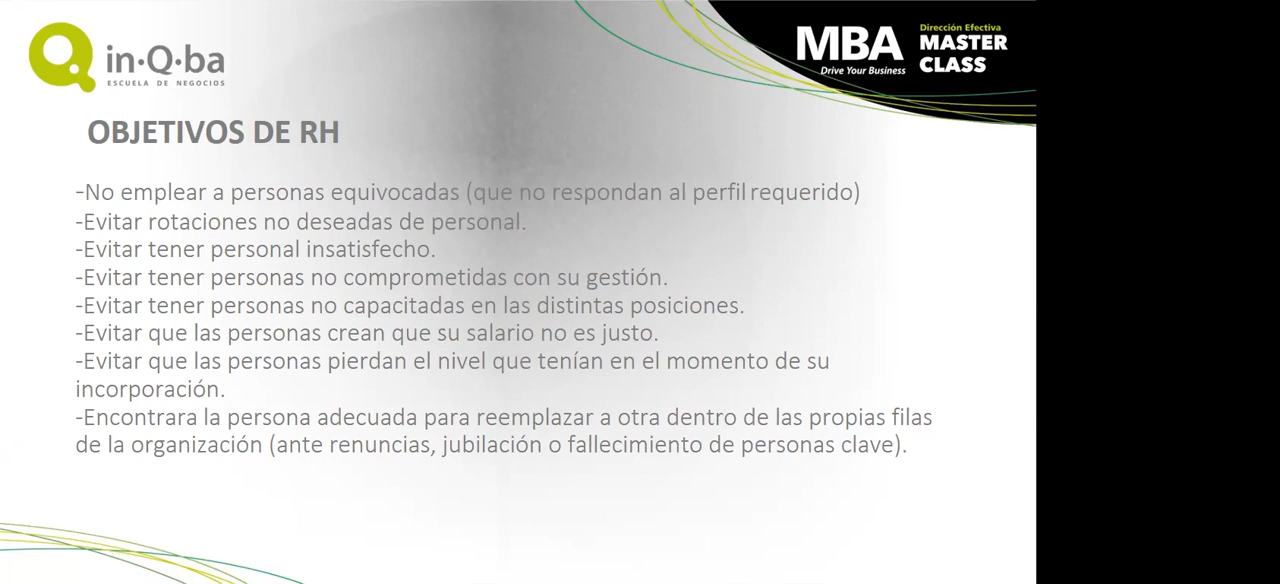 in·Q·ba
ESCUELA DE NEGOCIOS
MBA
Drive Your Business
Dirección Efectiva
MASTER
CLASS
OBJETIVOS DE RH
-No emplear a personas equivocadas (que no respondan al perfil requerido)
-Evitar rotaciones no deseadas de personal.
-Evitar tener personal insatisfecho.
-Evitar tener personas no comprometidas con su gestión.
-Evitar tener personas no capacitadas en las distintas posiciones.
-Evitar que las personas crean que su salario no es justo.
-Evitar que las personas pierdan el nivel que tenían en el momento de su
incorporación.
-Encontrara la persona adecuada para reemplazar a otra dentro de las propias filas
de la organización (ante renuncias, jubilación o fallecimiento de personas clave).